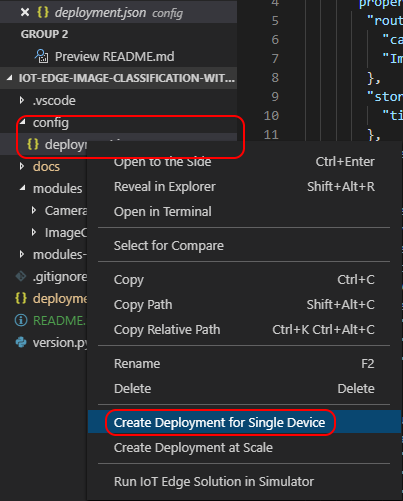 { } deployment.json config
GROUP 2
Preview README.md
IOT-EDGE-IMAGE-CLASSIFICATION-WIT...
.vscode
config
{ }
docs
modules
Camera
ImageC
modules-
.gitignore
{ } deployme
README.
version.py
4 proper
5 "rout
6 "ca
7 "Im
8 },
9 "stor
10 "ti
11 },
Open to the Side Ctrl+Enter
Reveal in Explorer Shift+Alt+R
Open in Terminal
Select for Compare
Copy Ctrl+C
Copy Path Shift+Alt+C
Copy Relative Path Ctrl+K Ctrl+Alt+C
Rename F2
Delete Delete
Create Deployment for Single Device
Create Deployment at Scale
Run IoT Edge Solution in Simulator